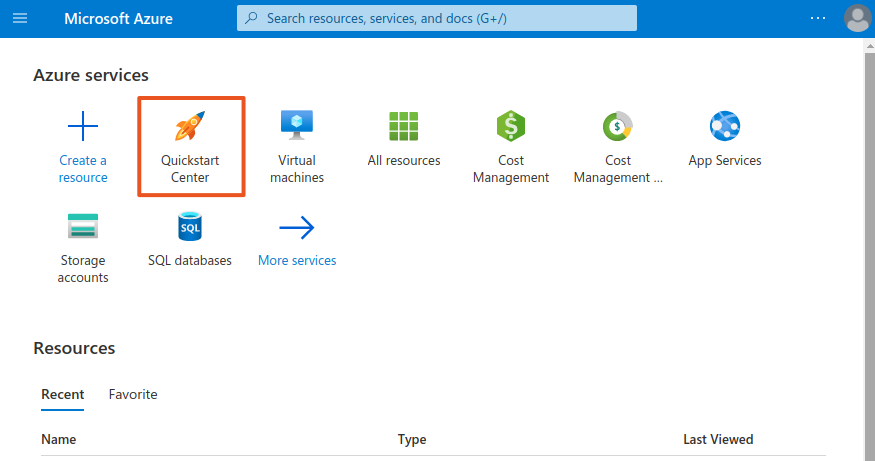 Microsoft Azure
Search resources, services, and docs (G+/)
Azure services
Create a
resource
Quickstart
Center
Virtual
machines
All resources
Cost
Management
Cost
Management ...
App Services
Storage
accounts
SQL
SQL databases
More services
Resources
Recent
Favorite
Name
Type
Last Viewed